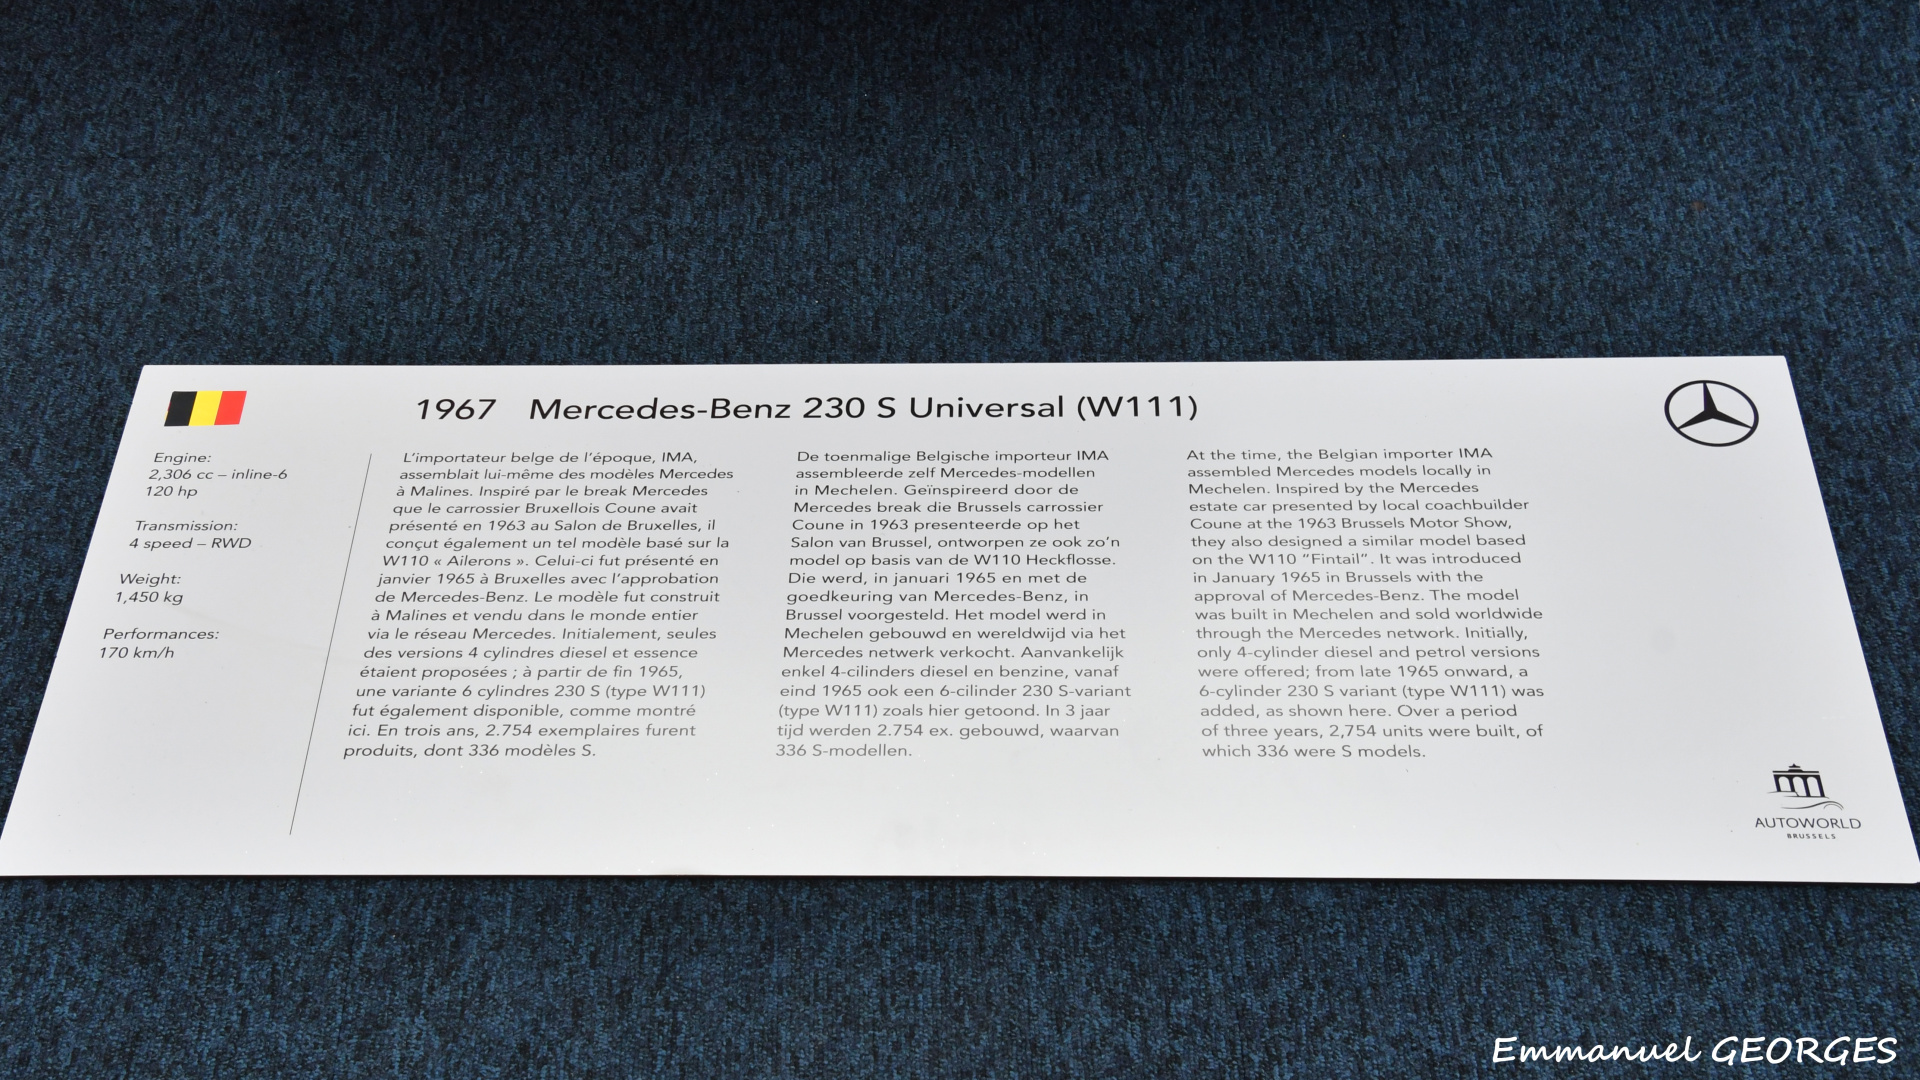 1967 Mercedes-Benz 230 S Universal (W111)
Engine:
2,306 cc – inline-6
120 hp
Transmission:
4 speed – RWD
Weight:
1,450 kg
Performances:
170 km/h
L’importateur belge de l’époque, IMA,
assemblait lui-même des modèles Mercedes
à Malines. Inspiré par le break Mercedes
que le carrossier Bruxellois Coune avait
présenté en 1963 au Salon de Bruxelles, il
conçut également un tel modèle basé sur la
W110 « Ailerons ». Celui-ci fut présenté en
janvier 1965 à Bruxelles avec l’approbation
de Mercedes-Benz. Le modèle fut construit
à Malines et vendu dans le monde entier
via le réseau Mercedes. Initialement, seules
des versions 4 cylindres diesel et essence
étaient proposées ; à partir de fin 1965,
une variante 6 cylindres 230 S (type W111)
fut également disponible, comme montré
ici. En trois ans, 2.754 exemplaires furent
produits, dont 336 modèles S.
De toenmalige Belgische importeur IMA
assembleerde zelf Mercedes-modellen
in Mechelen. Geïnspireerd door de
Mercedes break die Brussels carrossier
Coune in 1963 presenteerde op het
Salon van Brussel, ontworpen ze ook zo’n
model op basis van de W110 Heckflosse.
Die werd, in januari 1965 en met de
goedkeuring van Mercedes-Benz, in
Brussel voorgesteld. Het model werd in
Mechelen gebouwd en wereldwijd via het
Mercedes netwerk verkocht. Aanvankelijk
enkel 4-cilinders diesel en benzine, vanaf
eind 1965 ook een 6-cilinder 230 S-variant
(type W111) zoals hier getoond. In 3 jaar
tijd werden 2.754 ex. gebouwd, waarvan
336 S-modellen.
At the time, the Belgian importer IMA
assembled Mercedes models locally in
Mechelen. Inspired by the Mercedes
estate car presented by local coachbuilder
Coune at the 1963 Brussels Motor Show,
they also designed a similar model based
on the W110 “Fintail”. It was introduced
in January 1965 in Brussels with the
approval of Mercedes-Benz. The model
was built in Mechelen and sold worldwide
through the Mercedes network. Initially,
only 4-cylinder diesel and petrol versions
were offered; from late 1965 onward, a
6-cylinder 230 S variant (type W111) was
added, as shown here. Over a period
of three years, 2,754 units were built, of
which 336 were S models.
AUTOWORLD
BRUSSELS
Emmanuel GEORGES